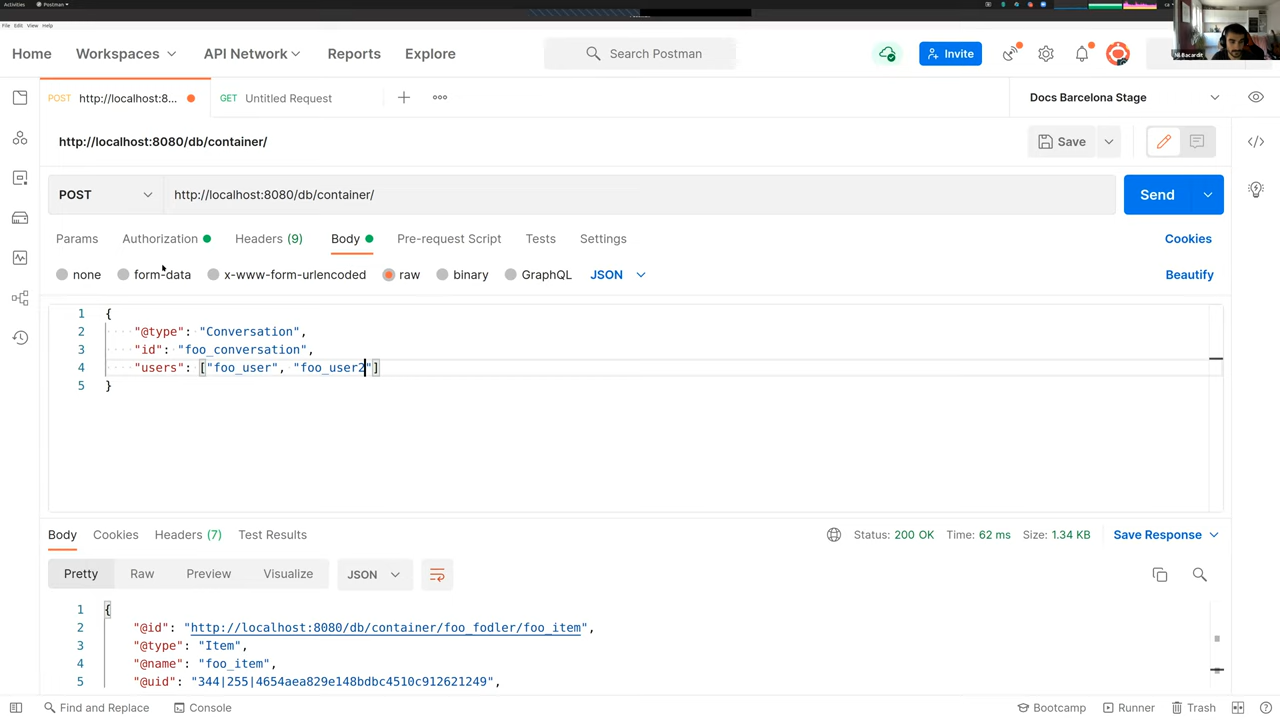 Activities Postman
File Edit View Help
Home Workspaces API Network Reports Explore Search Postman Invite
POST http://localhost:8... GET Untitled Request Docs Barcelona Stage
http://localhost:8080/db/container/ Save
POST http://localhost:8080/db/container/ Send
Params Authorization Headers (9) Body Pre-request Script Tests Settings Cookies
none form-data x-www-form-urlencoded raw binary GraphQL JSON Beautify
1 {
2 "@type": "Conversation",
3 "id": "foo_conversation",
4 "users": ["foo_user", "foo_user2"]
5 }
Body Cookies Headers (7) Test Results Status: 200 OK Time: 62 ms Size: 1.34 KB Save Response
Pretty Raw Preview Visualize JSON
1 {
2 "@id": "http://localhost:8080/db/container/foo_fodler/foo_item",
3 "@type": "Item",
4 "@name": "foo_item",
5 "@uid": "344|255|4654aea829e148bdbc4510c912621249",
Find and Replace Console Bootcamp Runner Trash